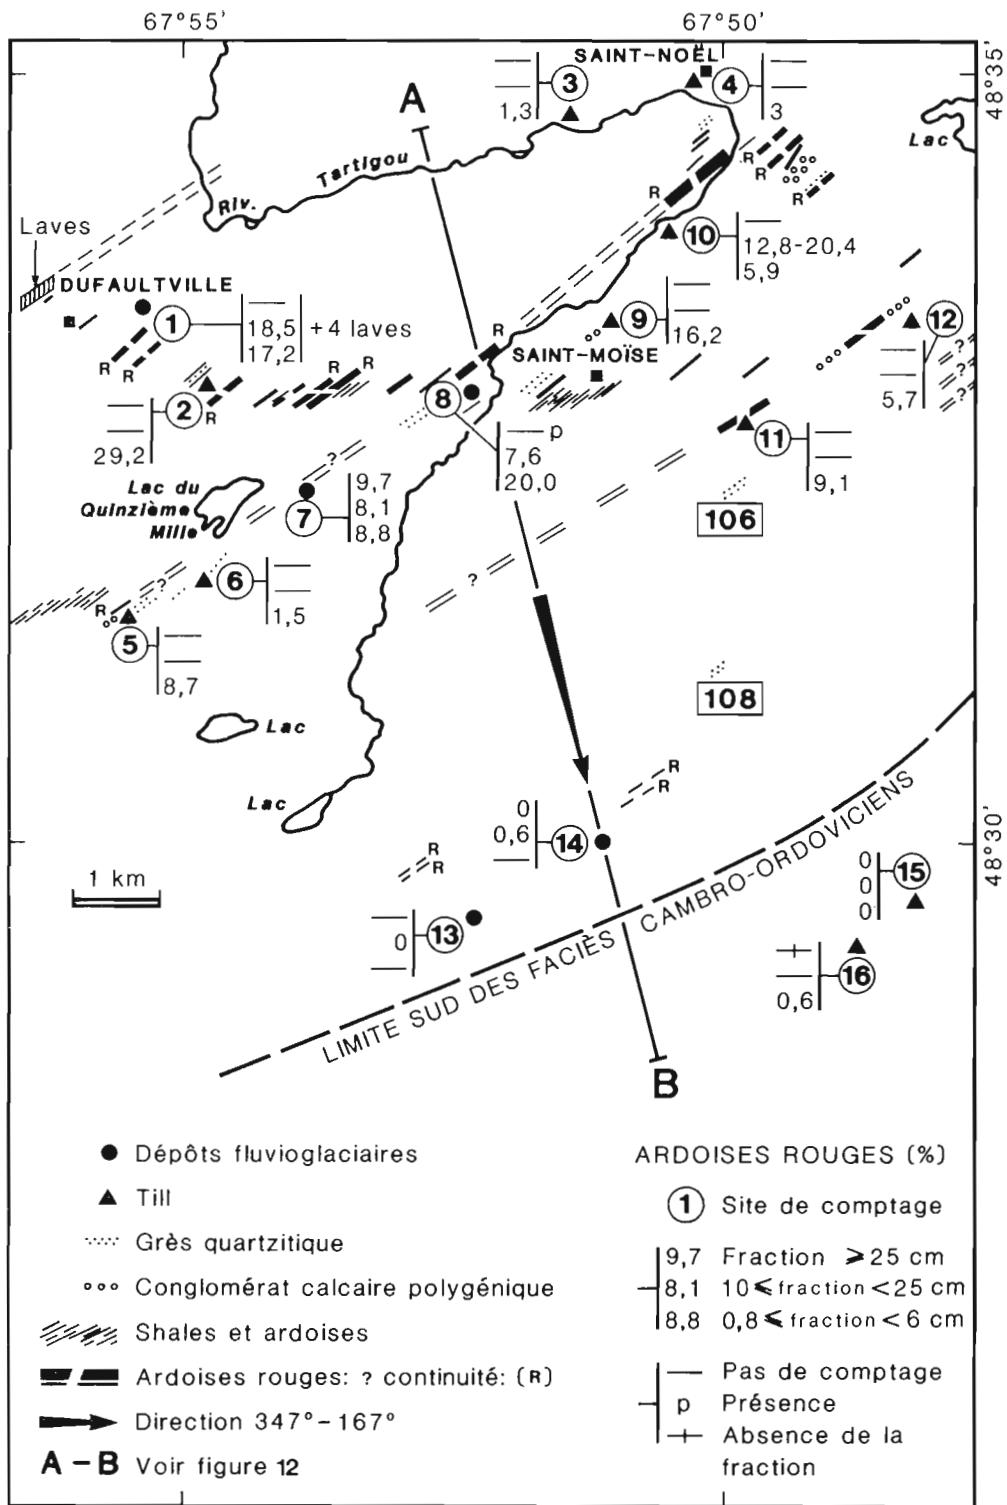 67°55'
67°50'
48°35'
SAINT-NOËL
3
1,3
4
3
A
Lac
Tartigou
Riv.
R
R
R
R
Laves
10
12,8-20,4
5,9
DUFAULTVILLE
1
18,5 +4 laves
17,2
9
16,2
12
5,7
R
R
R
R
R
SAINT-MOÏSE
?
?
2
R
29,2
8
p
7,6
20,0
11
9,1
?
Lac du
Quinzième
Mille
7
9,7
8,1
8,8
106
?
?
6
1,5
R
5
8,7
108
Lac
Lac
R
R
0
0,6
14
48°30'
R
R
1 km
13
0
15
0
0
0
16
0,6
LIMITE SUD DES FACIÈS CAMBRO-ORDOVICIENS
B
Dépôts fluvioglaciaires
Till
Grès quartzitique
Conglomérat calcaire polygénique
Shales et ardoises
Ardoises rouges: ? continuité: (R)
Direction 347°-167°
A-B Voir figure 12
ARDOISES ROUGES (%)
1 Site de comptage
9,7 Fraction ⩾ 25 cm
8,1 10 ⩽ fraction < 25 cm
8,8 0,8 ⩽ fraction < 6 cm
Pas de comptage
p Présence
Absence de la
fraction